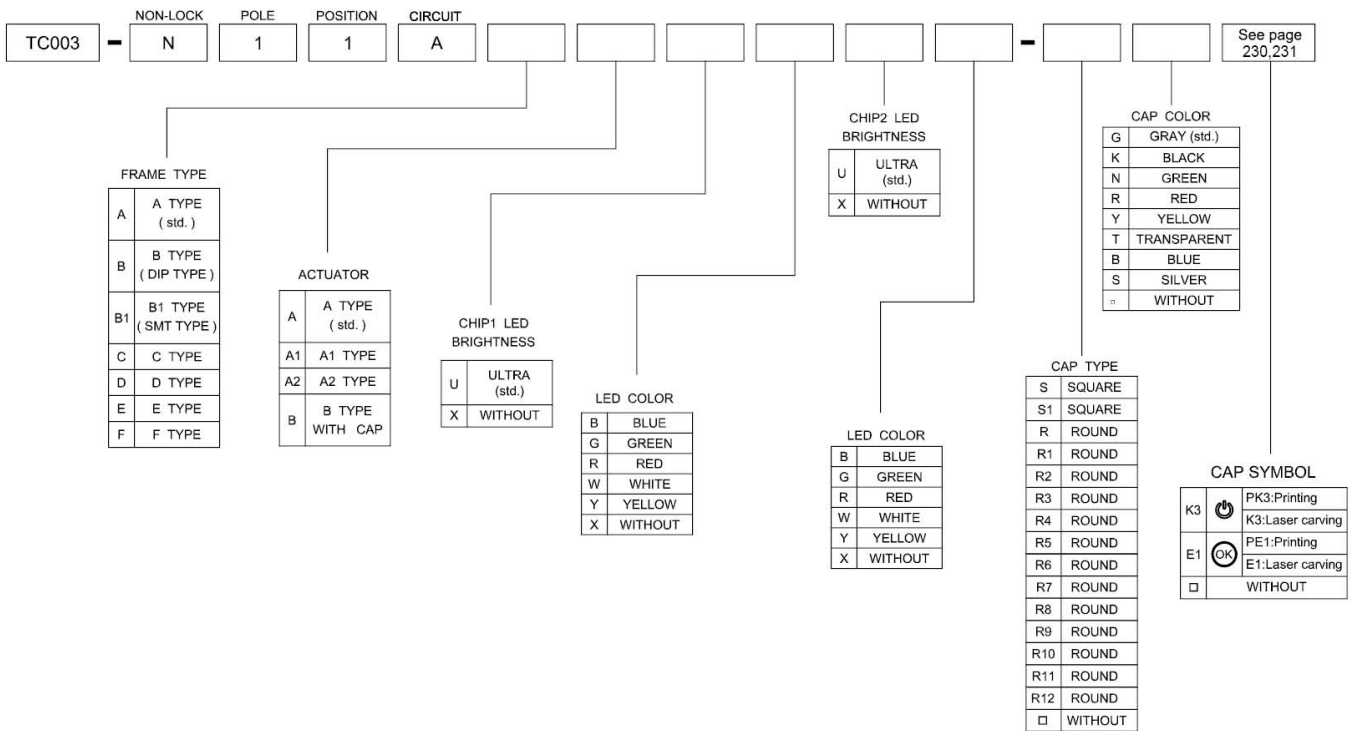 NON-LOCK POLE POSITION CIRCUIT
TC003 - N 1 1 A - See page
230,231
FRAME TYPE
A A TYPE
( std. )
B B TYPE
( DIP TYPE )
B1 B1 TYPE
( SMT TYPE )
C C TYPE
D D TYPE
E E TYPE
F F TYPE
ACTUATOR
A A TYPE
( std. )
A1 A1 TYPE
A2 A2 TYPE
B B TYPE
WITH CAP
CHIP1 LED
BRIGHTNESS
U ULTRA
(std.)
X WITHOUT
LED COLOR
B BLUE
G GREEN
R RED
W WHITE
Y YELLOW
X WITHOUT
CHIP2 LED
BRIGHTNESS
U ULTRA
(std.)
X WITHOUT
LED COLOR
B BLUE
G GREEN
R RED
W WHITE
Y YELLOW
X WITHOUT
CAP TYPE
S SQUARE
S1 SQUARE
R ROUND
R1 ROUND
R2 ROUND
R3 ROUND
R4 ROUND
R5 ROUND
R6 ROUND
R7 ROUND
R8 ROUND
R9 ROUND
R10 ROUND
R11 ROUND
R12 ROUND
□ WITHOUT
CAP COLOR
G GRAY (std.)
K BLACK
N GREEN
R RED
Y YELLOW
T TRANSPARENT
B BLUE
S SILVER
□ WITHOUT
CAP SYMBOL
K3 PK3:Printing
K3:Laser carving
E1 OK PE1:Printing
E1:Laser carving
□ WITHOUT